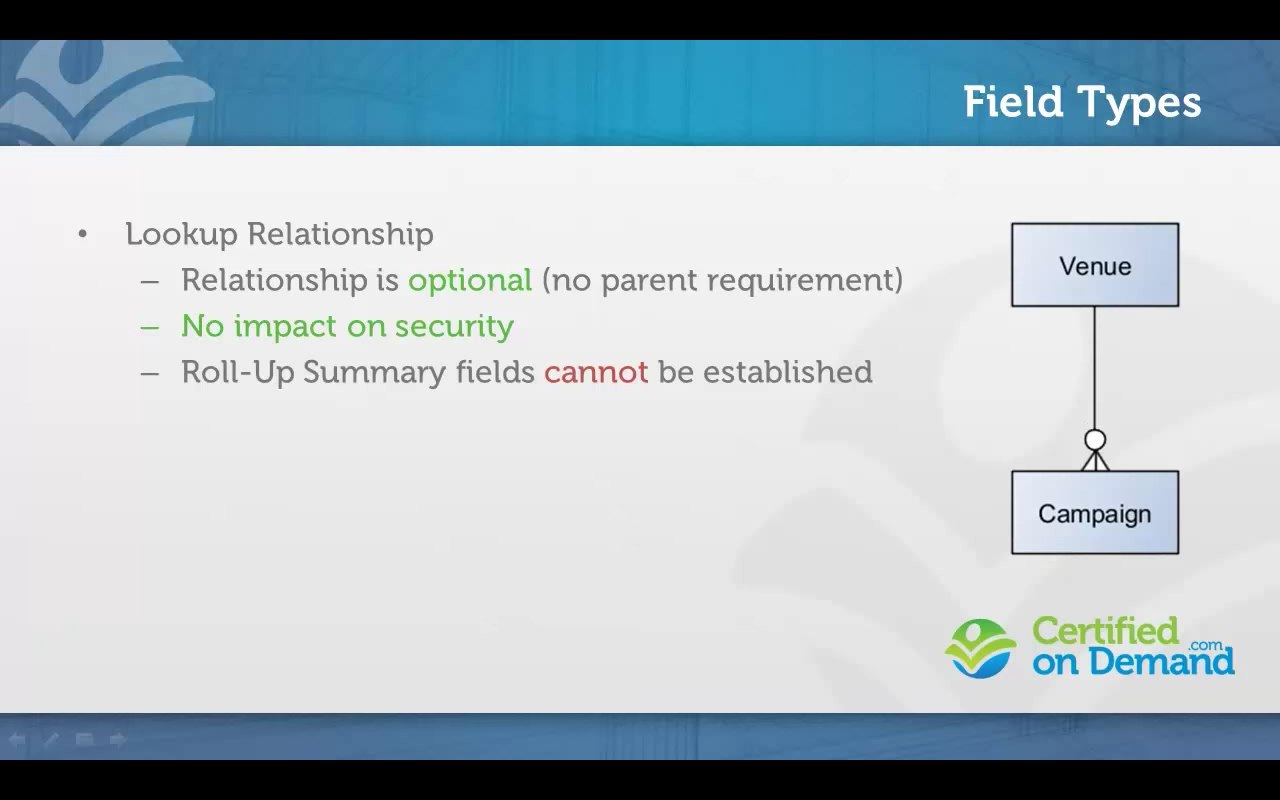 Field Types
• Lookup Relationship
– Relationship is optional (no parent requirement)
– No impact on security
– Roll-Up Summary fields cannot be established
Venue
Campaign
Certified
on Demand.com